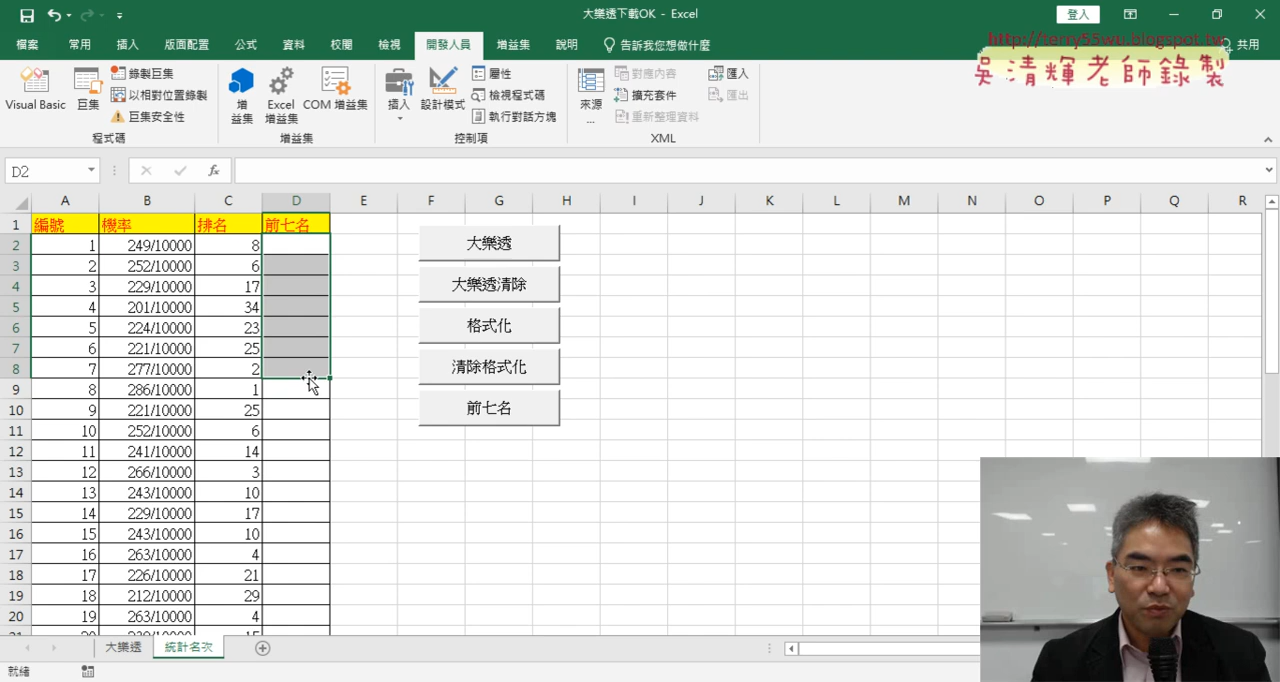 大樂透下載OK - Excel
登入
檔案 常用 插入 版面配置 公式 資料 校閱 檢視 開發人員 增益集 說明 告訴我您想做什麼 共用
http://terry55wu.blogspot.tw
吳清輝老師錄製
Visual Basic
巨集
錄製巨集
以相對位置錄製
巨集安全性
程式碼
增益集
Excel 增益集
COM 增益集
增益集
插入
設計模式
屬性
檢視程式碼
執行對話方塊
控制項
來源...
對應內容
擴充套件
重新整理資料
匯入
匯出
XML
D2
fx
A B C D E F G H I J K L M N O P Q R
1 編號 機率 排名 前七名
2 1 249/10000 8
3 2 252/10000 6
4 3 229/10000 17
5 4 201/10000 34
6 5 224/10000 23
7 6 221/10000 25
8 7 277/10000 2
9 8 286/10000 1
10 9 221/10000 25
11 10 252/10000 6
12 11 241/10000 14
13 12 266/10000 3
14 13 243/10000 10
15 14 229/10000 17
16 15 243/10000 10
17 16 263/10000 4
18 17 226/10000 21
19 18 212/10000 29
20 19 263/10000 4
大樂透
大樂透清除
格式化
清除格式化
前七名
大樂透 統計名次
就緒